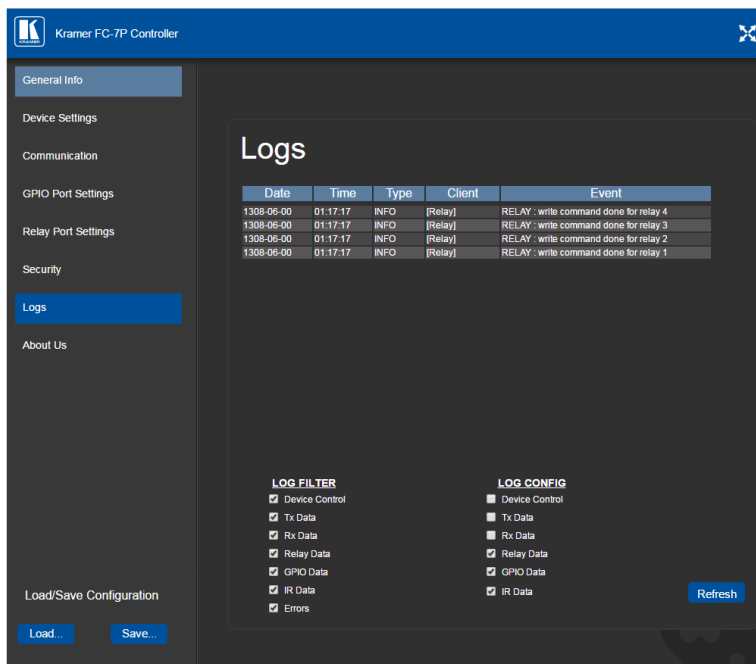 KRAMER
Kramer FC-7P Controller
General Info
Device Settings
Communication
GPIO Port Settings
Relay Port Settings
Security
Logs
About Us
Load/Save Configuration
Load... Save...
Logs
Date Time Type Client Event
1308-06-00 01:17:17 INFO [Relay] RELAY : write command done for relay 4
1308-06-00 01:17:17 INFO [Relay] RELAY : write command done for relay 3
1308-06-00 01:17:17 INFO [Relay] RELAY : write command done for relay 2
1308-06-00 01:17:17 INFO [Relay] RELAY : write command done for relay 1
LOG FILTER LOG CONFIG
Device Control Device Control
Tx Data Tx Data
Rx Data Rx Data
Relay Data Relay Data
GPIO Data GPIO Data
IR Data IR Data
Errors
Refresh